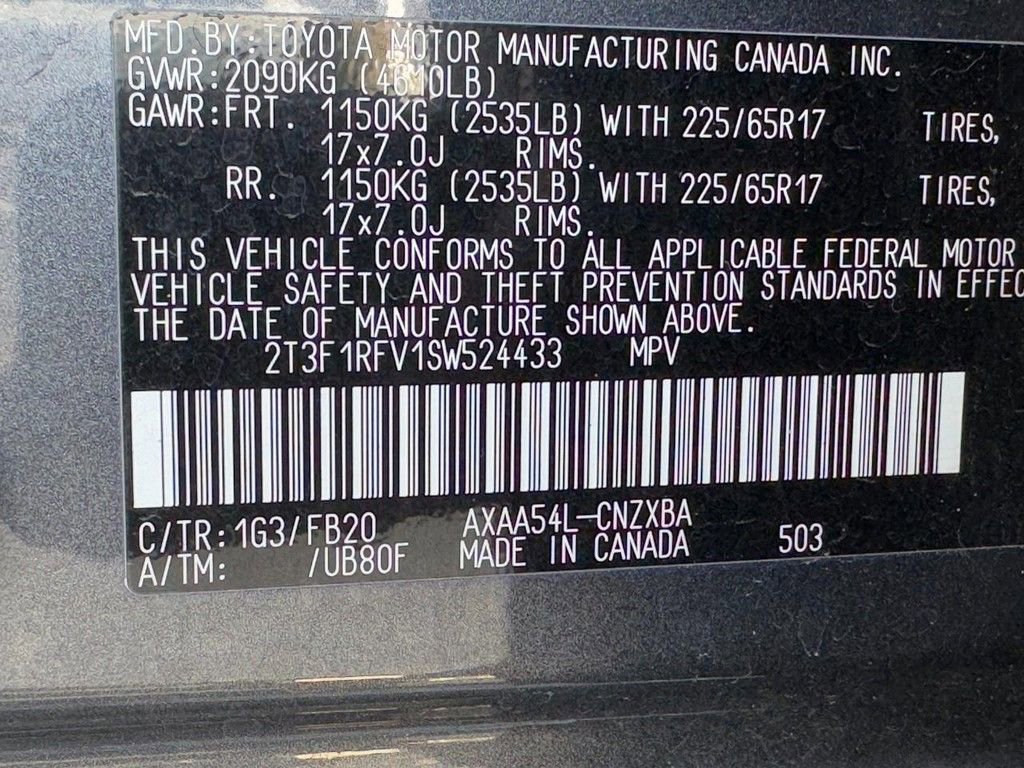 MFD.BY:TOYOTA MOTOR MANUFACTURING CANADA INC.
GVWR:2090KG (4610LB)
GAWR:FRT. 1150KG (2535LB) WITH 225/65R17 TIRES,
17x7.0J RIMS.
RR. 1150KG (2535LB) WITH 225/65R17 TIRES,
17x7.0J RIMS.
THIS VEHICLE CONFORMS TO ALL APPLICABLE FEDERAL MOTOR
VEHICLE SAFETY AND THEFT PREVENTION STANDARDS IN EFFEC
THE DATE OF MANUFACTURE SHOWN ABOVE.
2T3F1RFV1SW524433 MPV
C/TR:1G3/FB20 AXAA54L-CNZXBA
A/TM: /UB80F MADE IN CANADA 503